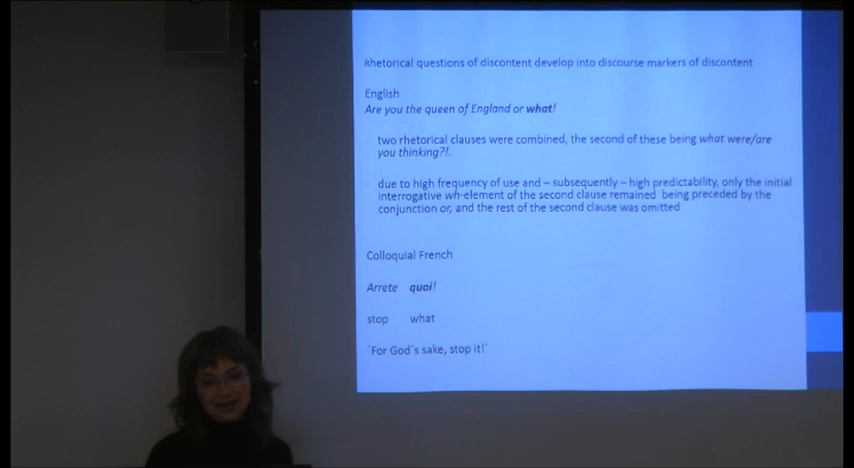 Rhetorical questions of discontent develop into discourse markers of discontent
English
Are you the queen of England or what!
two rhetorical clauses were combined, the second of these being what were/are
you thinking?!.
due to high frequency of use and – subsequently – high predictability, only the initial
interrogative wh-element of the second clause remained being preceded by the
conjunction or, and the rest of the second clause was omitted
Colloquial French
Arrete quoi!
stop what
`For God´s sake, stop it!´